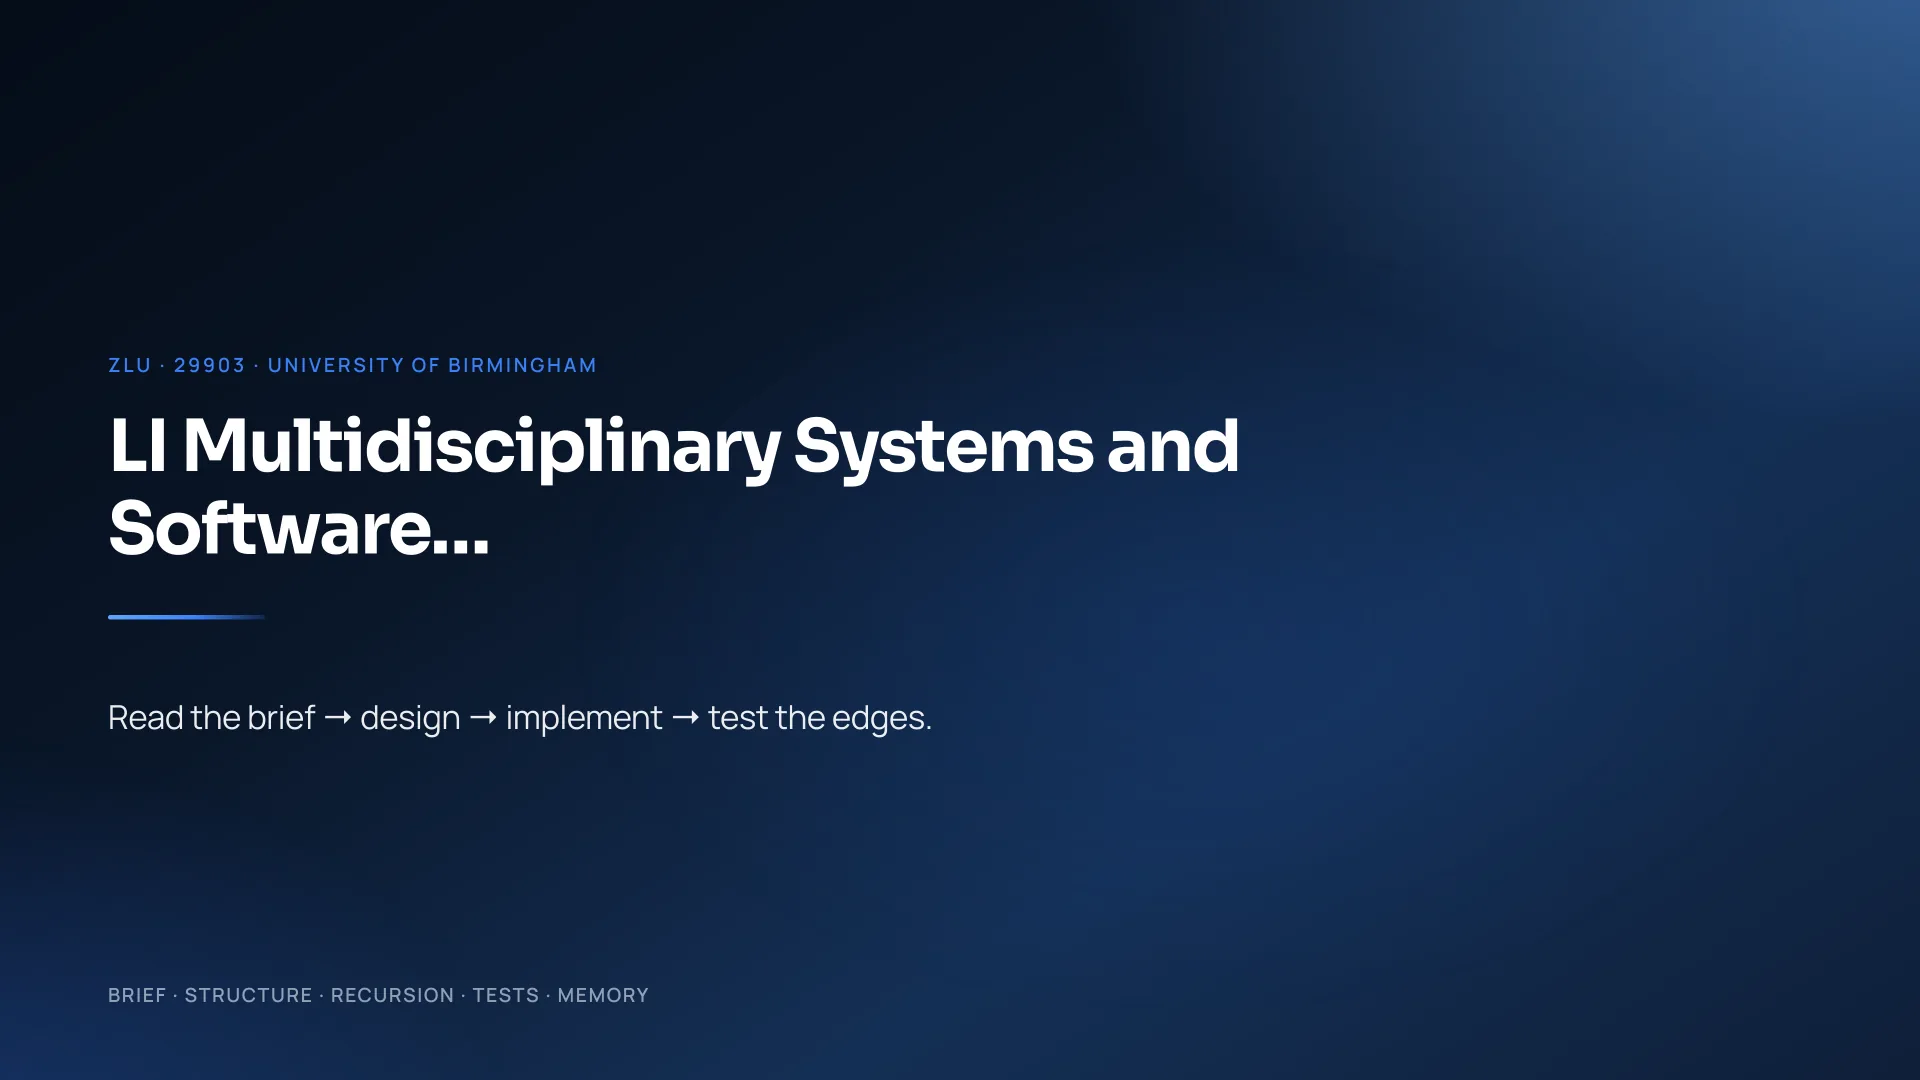 ZLU · 29903 · UNIVERSITY OF BIRMINGHAM
LI Multidisciplinary Systems and
Software...
Read the brief → design → implement → test the edges.
BRIEF · STRUCTURE · RECURSION · TESTS · MEMORY